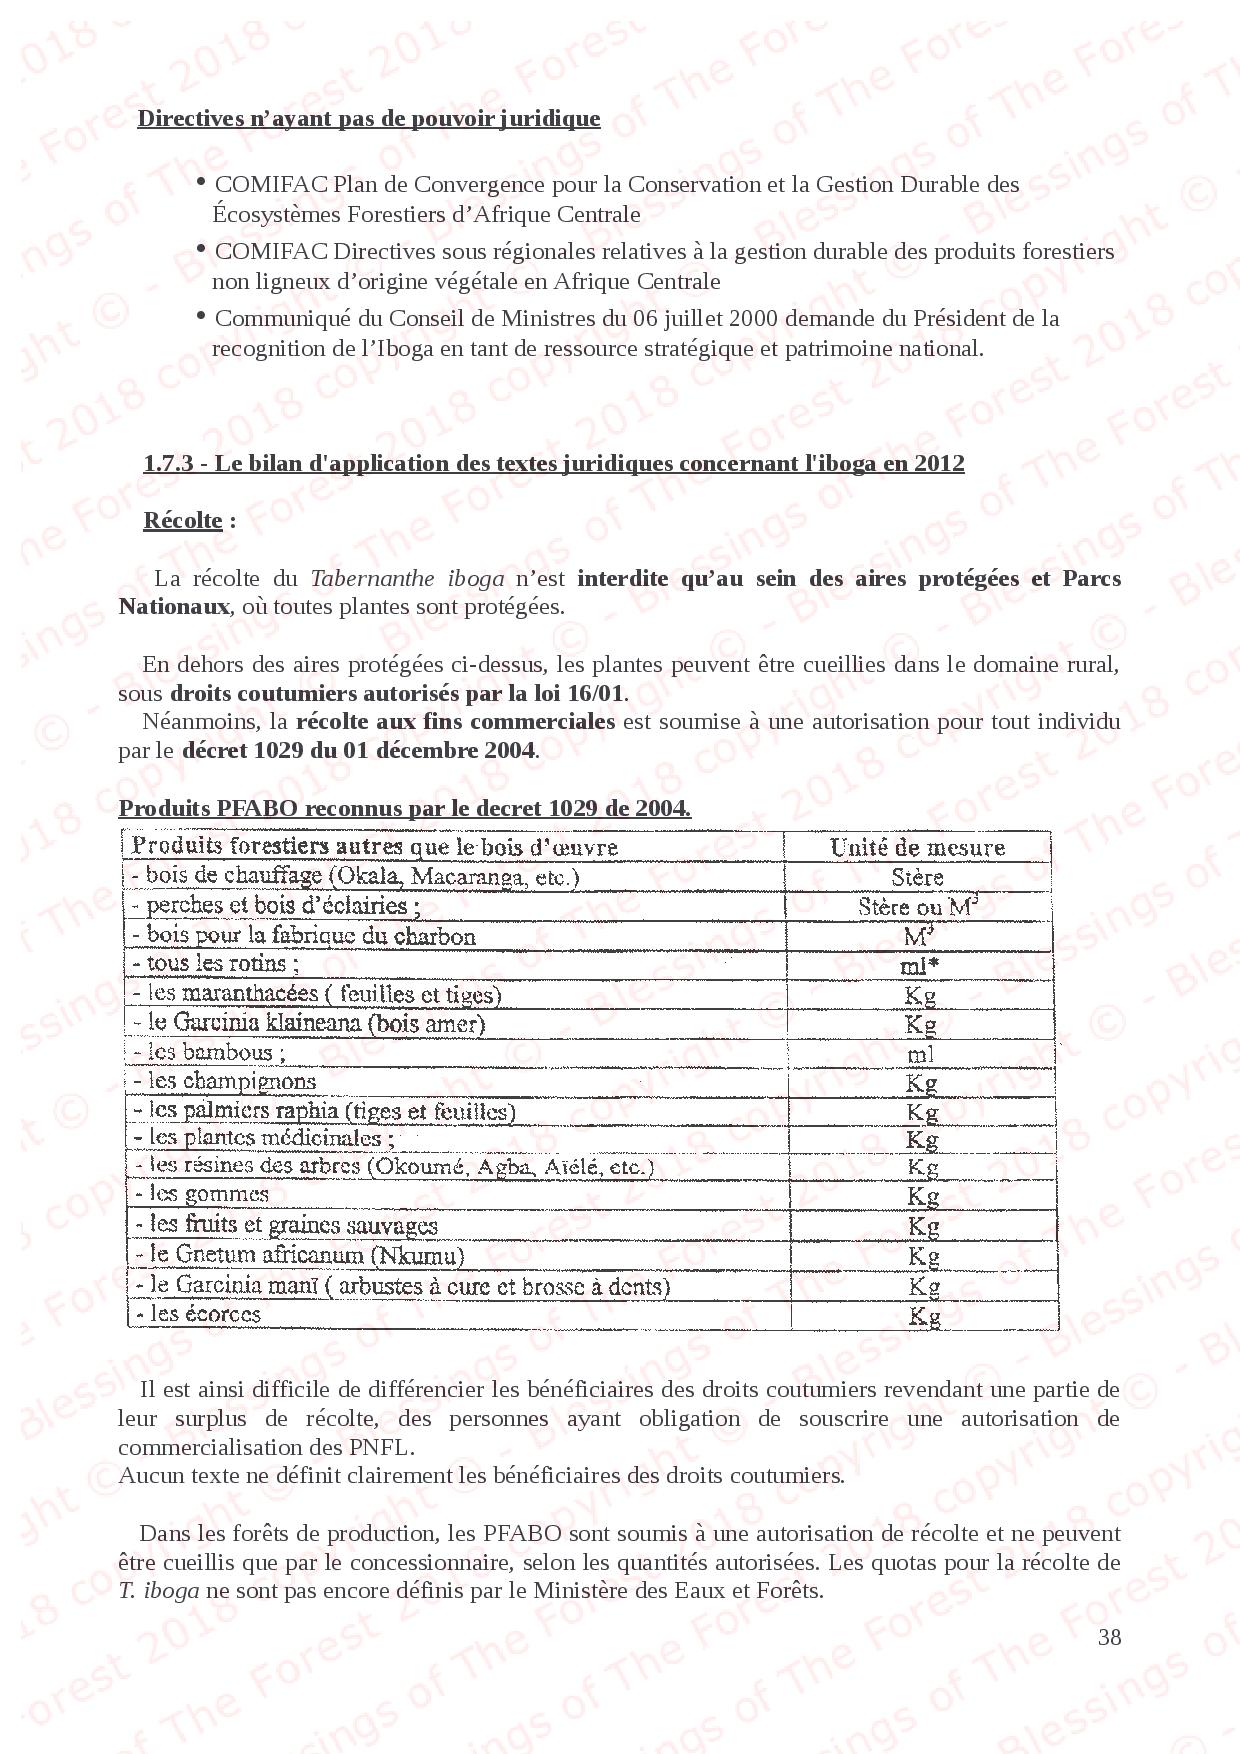 Directives n’ayant pas de pouvoir juridique
• COMIFAC Plan de Convergence pour la Conservation et la Gestion Durable des
Écosystèmes Forestiers d’Afrique Centrale
• COMIFAC Directives sous régionales relatives à la gestion durable des produits forestiers
non ligneux d’origine végétale en Afrique Centrale
• Communiqué du Conseil de Ministres du 06 juillet 2000 demande du Président de la
recognition de l’Iboga en tant de ressource stratégique et patrimoine national.
1.7.3 - Le bilan d'application des textes juridiques concernant l'iboga en 2012
Récolte :
La récolte du Tabernanthe iboga n’est interdite qu’au sein des aires protégées et Parcs
Nationaux, où toutes plantes sont protégées.
En dehors des aires protégées ci-dessus, les plantes peuvent être cueillies dans le domaine rural,
sous droits coutumiers autorisés par la loi 16/01.
Néanmoins, la récolte aux fins commerciales est soumise à une autorisation pour tout individu
par le décret 1029 du 01 décembre 2004.
Produits PFABO reconnus par le decret 1029 de 2004.
Produits forestiers autres que le bois d’œuvre Unité de mesure
- bois de chauffage (Okala, Macaranga, etc.) Stère
- perches et bois d’éclairies ; Stère ou M³
- bois pour la fabrique du charbon M³
- tous les rotins ; ml*
- les maranthacées ( feuilles et tiges) Kg
- le Garcinia klaineana (bois amer) Kg
- les bambous ; ml
- les champignons Kg
- les palmiers raphia (tiges et feuilles) Kg
- les plantes médicinales ; Kg
- les résines des arbres (Okoumé, Agba, Aïélé, etc.) Kg
- les gommes Kg
- les fruits et graines sauvages Kg
- le Gnetum africanum (Nkumu) Kg
- le Garcinia manï ( arbustes à cure et brosse à dents) Kg
- les écorces Kg
Il est ainsi difficile de différencier les bénéficiaires des droits coutumiers revendant une partie de
leur surplus de récolte, des personnes ayant obligation de souscrire une autorisation de
commercialisation des PNFL.
Aucun texte ne définit clairement les bénéficiaires des droits coutumiers.
Dans les forêts de production, les PFABO sont soumis à une autorisation de récolte et ne peuvent
être cueillis que par le concessionnaire, selon les quantités autorisées. Les quotas pour la récolte de
T. iboga ne sont pas encore définis par le Ministère des Eaux et Forêts.
38